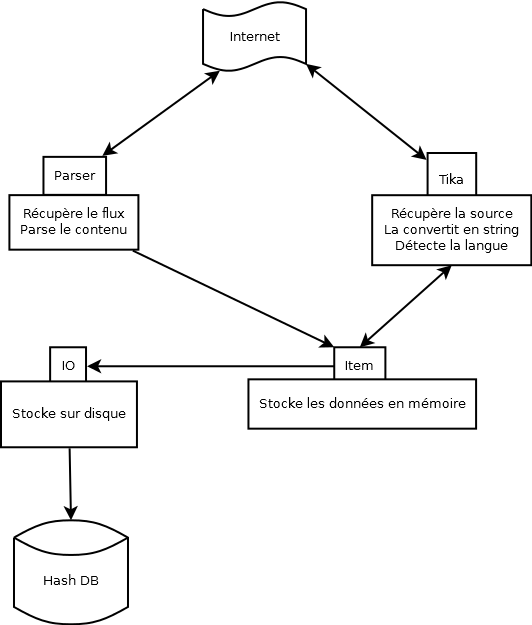 Internet
Parser
Récupère le flux
Parse le contenu
Tika
Récupère la source
La convertit en string
Détecte la langue
IO
Stocke sur disque
Item
Stocke les données en mémoire
Hash DB